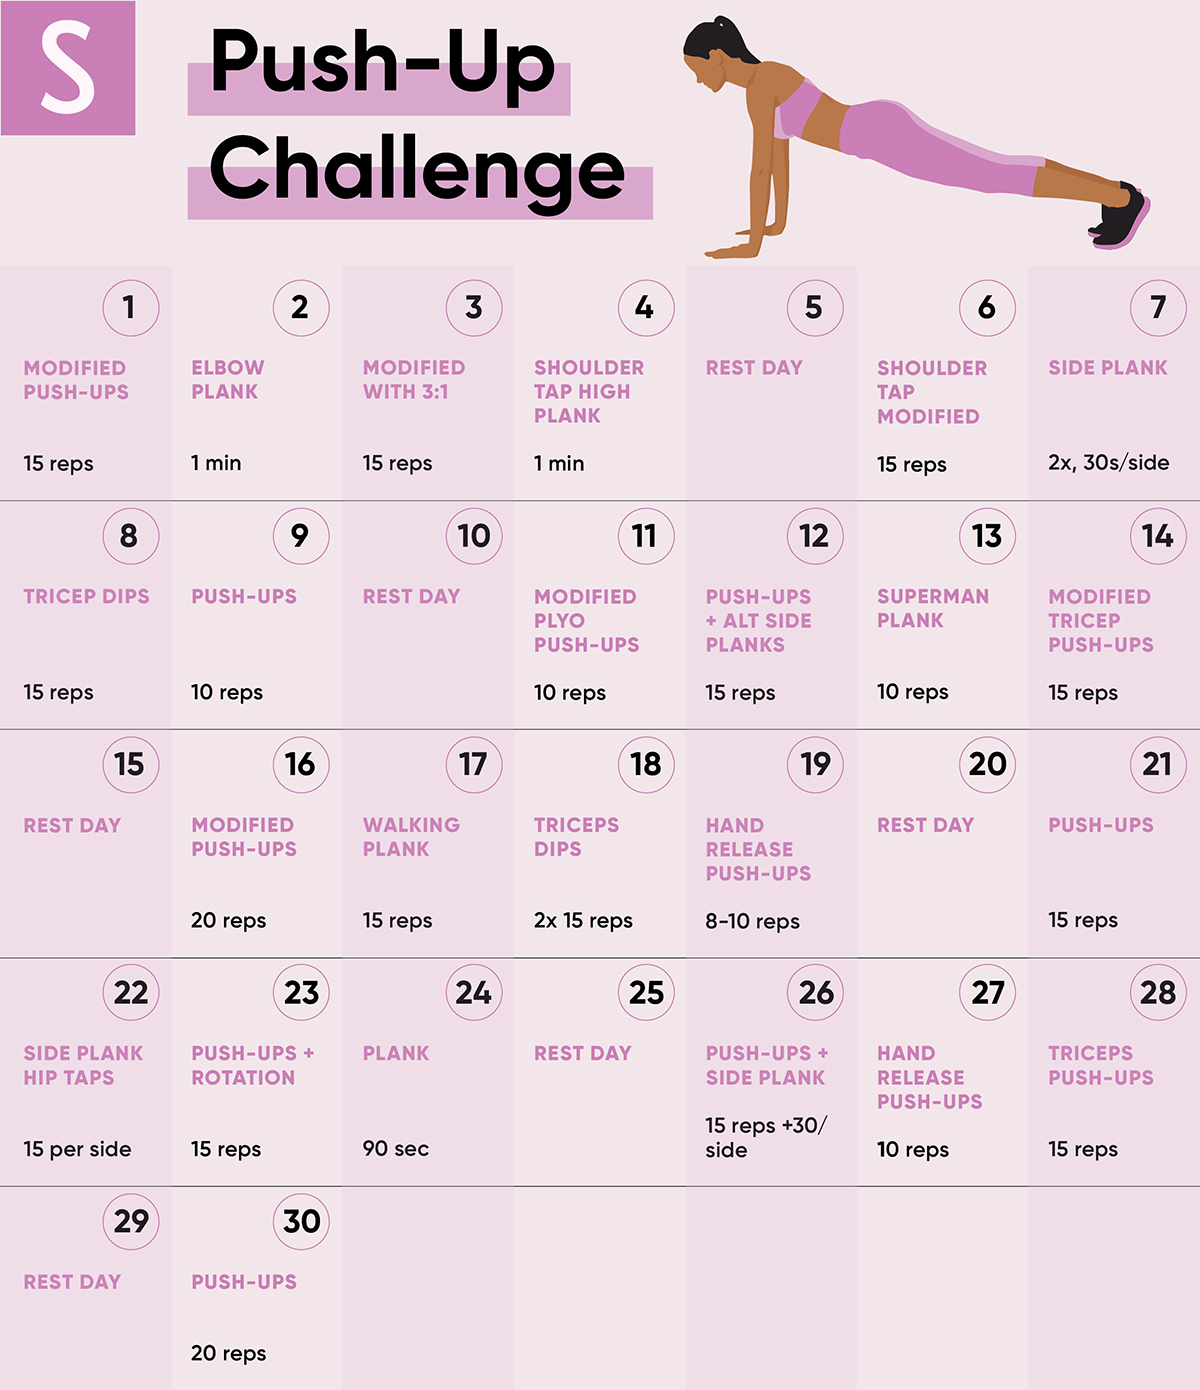 S
Push-Up
Challenge
1
MODIFIED
PUSH-UPS
15 reps
2
ELBOW
PLANK
1 min
3
MODIFIED
WITH 3:1
15 reps
4
SHOULDER
TAP HIGH
PLANK
1 min
5
REST DAY
6
SHOULDER
TAP
MODIFIED
15 reps
7
SIDE PLANK
2x, 30s/side
8
TRICEP DIPS
15 reps
9
PUSH-UPS
10 reps
10
REST DAY
11
MODIFIED
PLYO
PUSH-UPS
10 reps
12
PUSH-UPS
+ ALT SIDE
PLANKS
15 reps
13
SUPERMAN
PLANK
10 reps
14
MODIFIED
TRICEP
PUSH-UPS
15 reps
15
REST DAY
16
MODIFIED
PUSH-UPS
20 reps
17
WALKING
PLANK
15 reps
18
TRICEPS
DIPS
2x 15 reps
19
HAND
RELEASE
PUSH-UPS
8-10 reps
20
REST DAY
21
PUSH-UPS
15 reps
22
SIDE PLANK
HIP TAPS
15 per side
23
PUSH-UPS +
ROTATION
15 reps
24
PLANK
90 sec
25
REST DAY
26
PUSH-UPS +
SIDE PLANK
15 reps +30/
side
27
HAND
RELEASE
PUSH-UPS
10 reps
28
TRICEPS
PUSH-UPS
15 reps
29
REST DAY
30
PUSH-UPS
20 reps